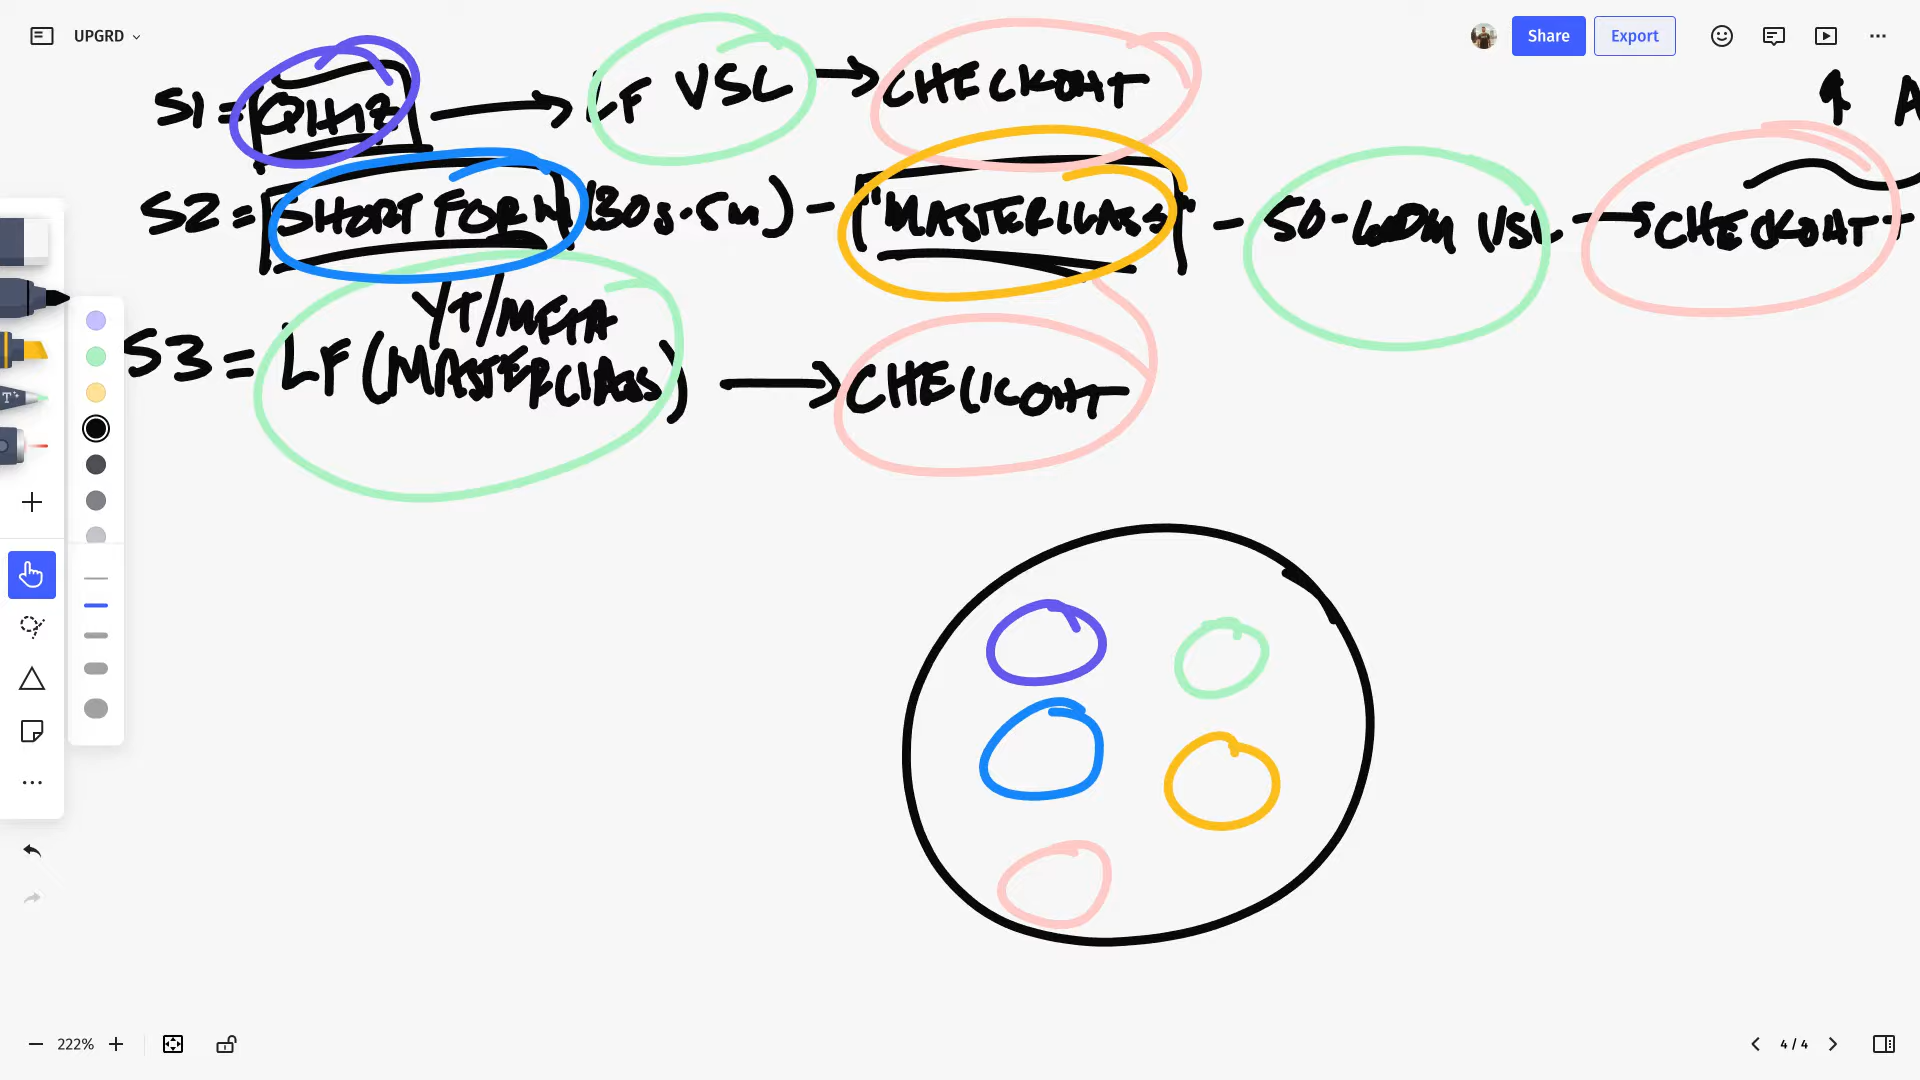 UPGRD
Share
Export
S1 = QUIZ → LF VSL → CHECKOUT
A
S2 = SHORT FORM (30s-5m) - "MASTERCLASS" - 50-60M VSL → CHECKOUT -
YT/META
S3 = LF (MASTERCLASS) → CHECKOUT
T
222%
4 / 4